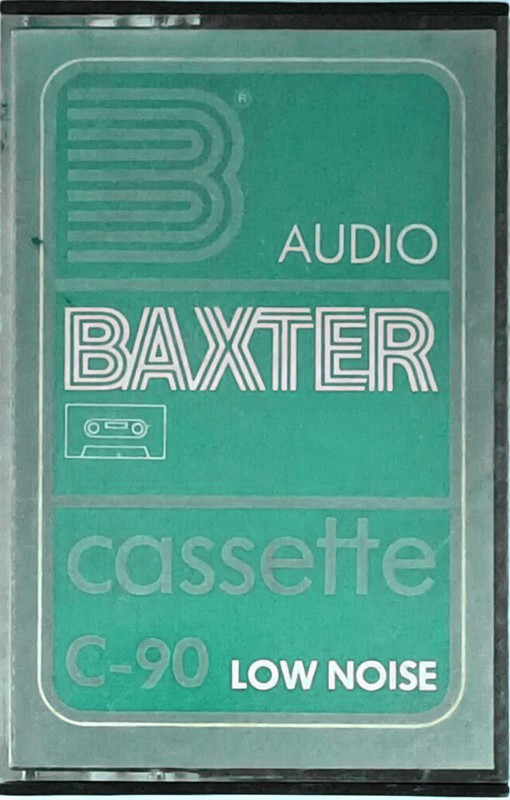 B®
AUDIO
BAXTER
cassette
C-90 LOW NOISE